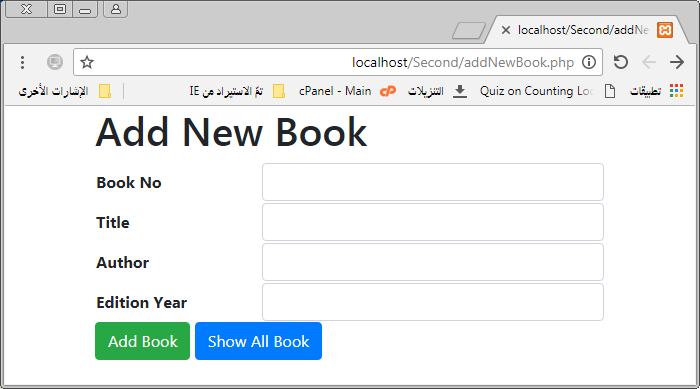 localhost/Second/addNe
localhost/Second/addNewBook.php
تطبيقات Quiz on Counting Loo التنزيلات cPanel - Main تمّ الاستيراد من IE الإشارات الأخرى
Add New Book
Book No
Title
Author
Edition Year
Add Book Show All Book